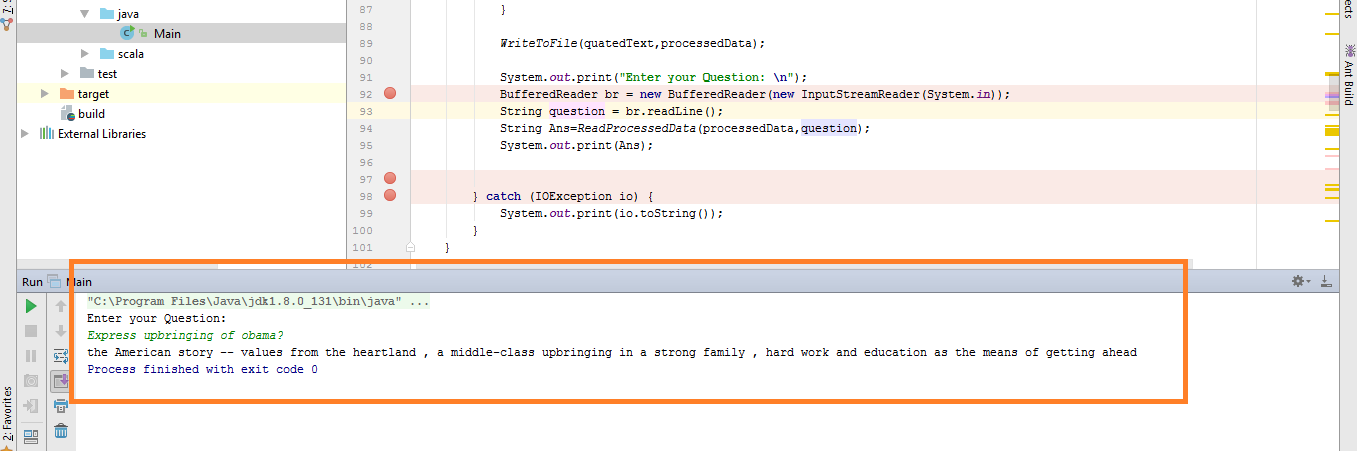 java
Main
scala
test
target
build
External Libraries
2: Favorites
87 }
88
89 WriteToFile(quatedText,processedData);
90
91 System.out.print("Enter your Question: \n");
92 BufferedReader br = new BufferedReader(new InputStreamReader(System.in));
93 String question = br.readLine();
94 String Ans=ReadProcessedData(processedData,question);
95 System.out.print(Ans);
96
97
98 } catch (IOException io) {
99 System.out.print(io.toString());
100 }
101 }
102
Ant Build
Run Main
"C:\Program Files\Java\jdk1.8.0_131\bin\java" ...
Enter your Question:
Express upbringing of obama?
the American story -- values from the heartland , a middle-class upbringing in a strong family , hard work and education as the means of getting ahead
Process finished with exit code 0